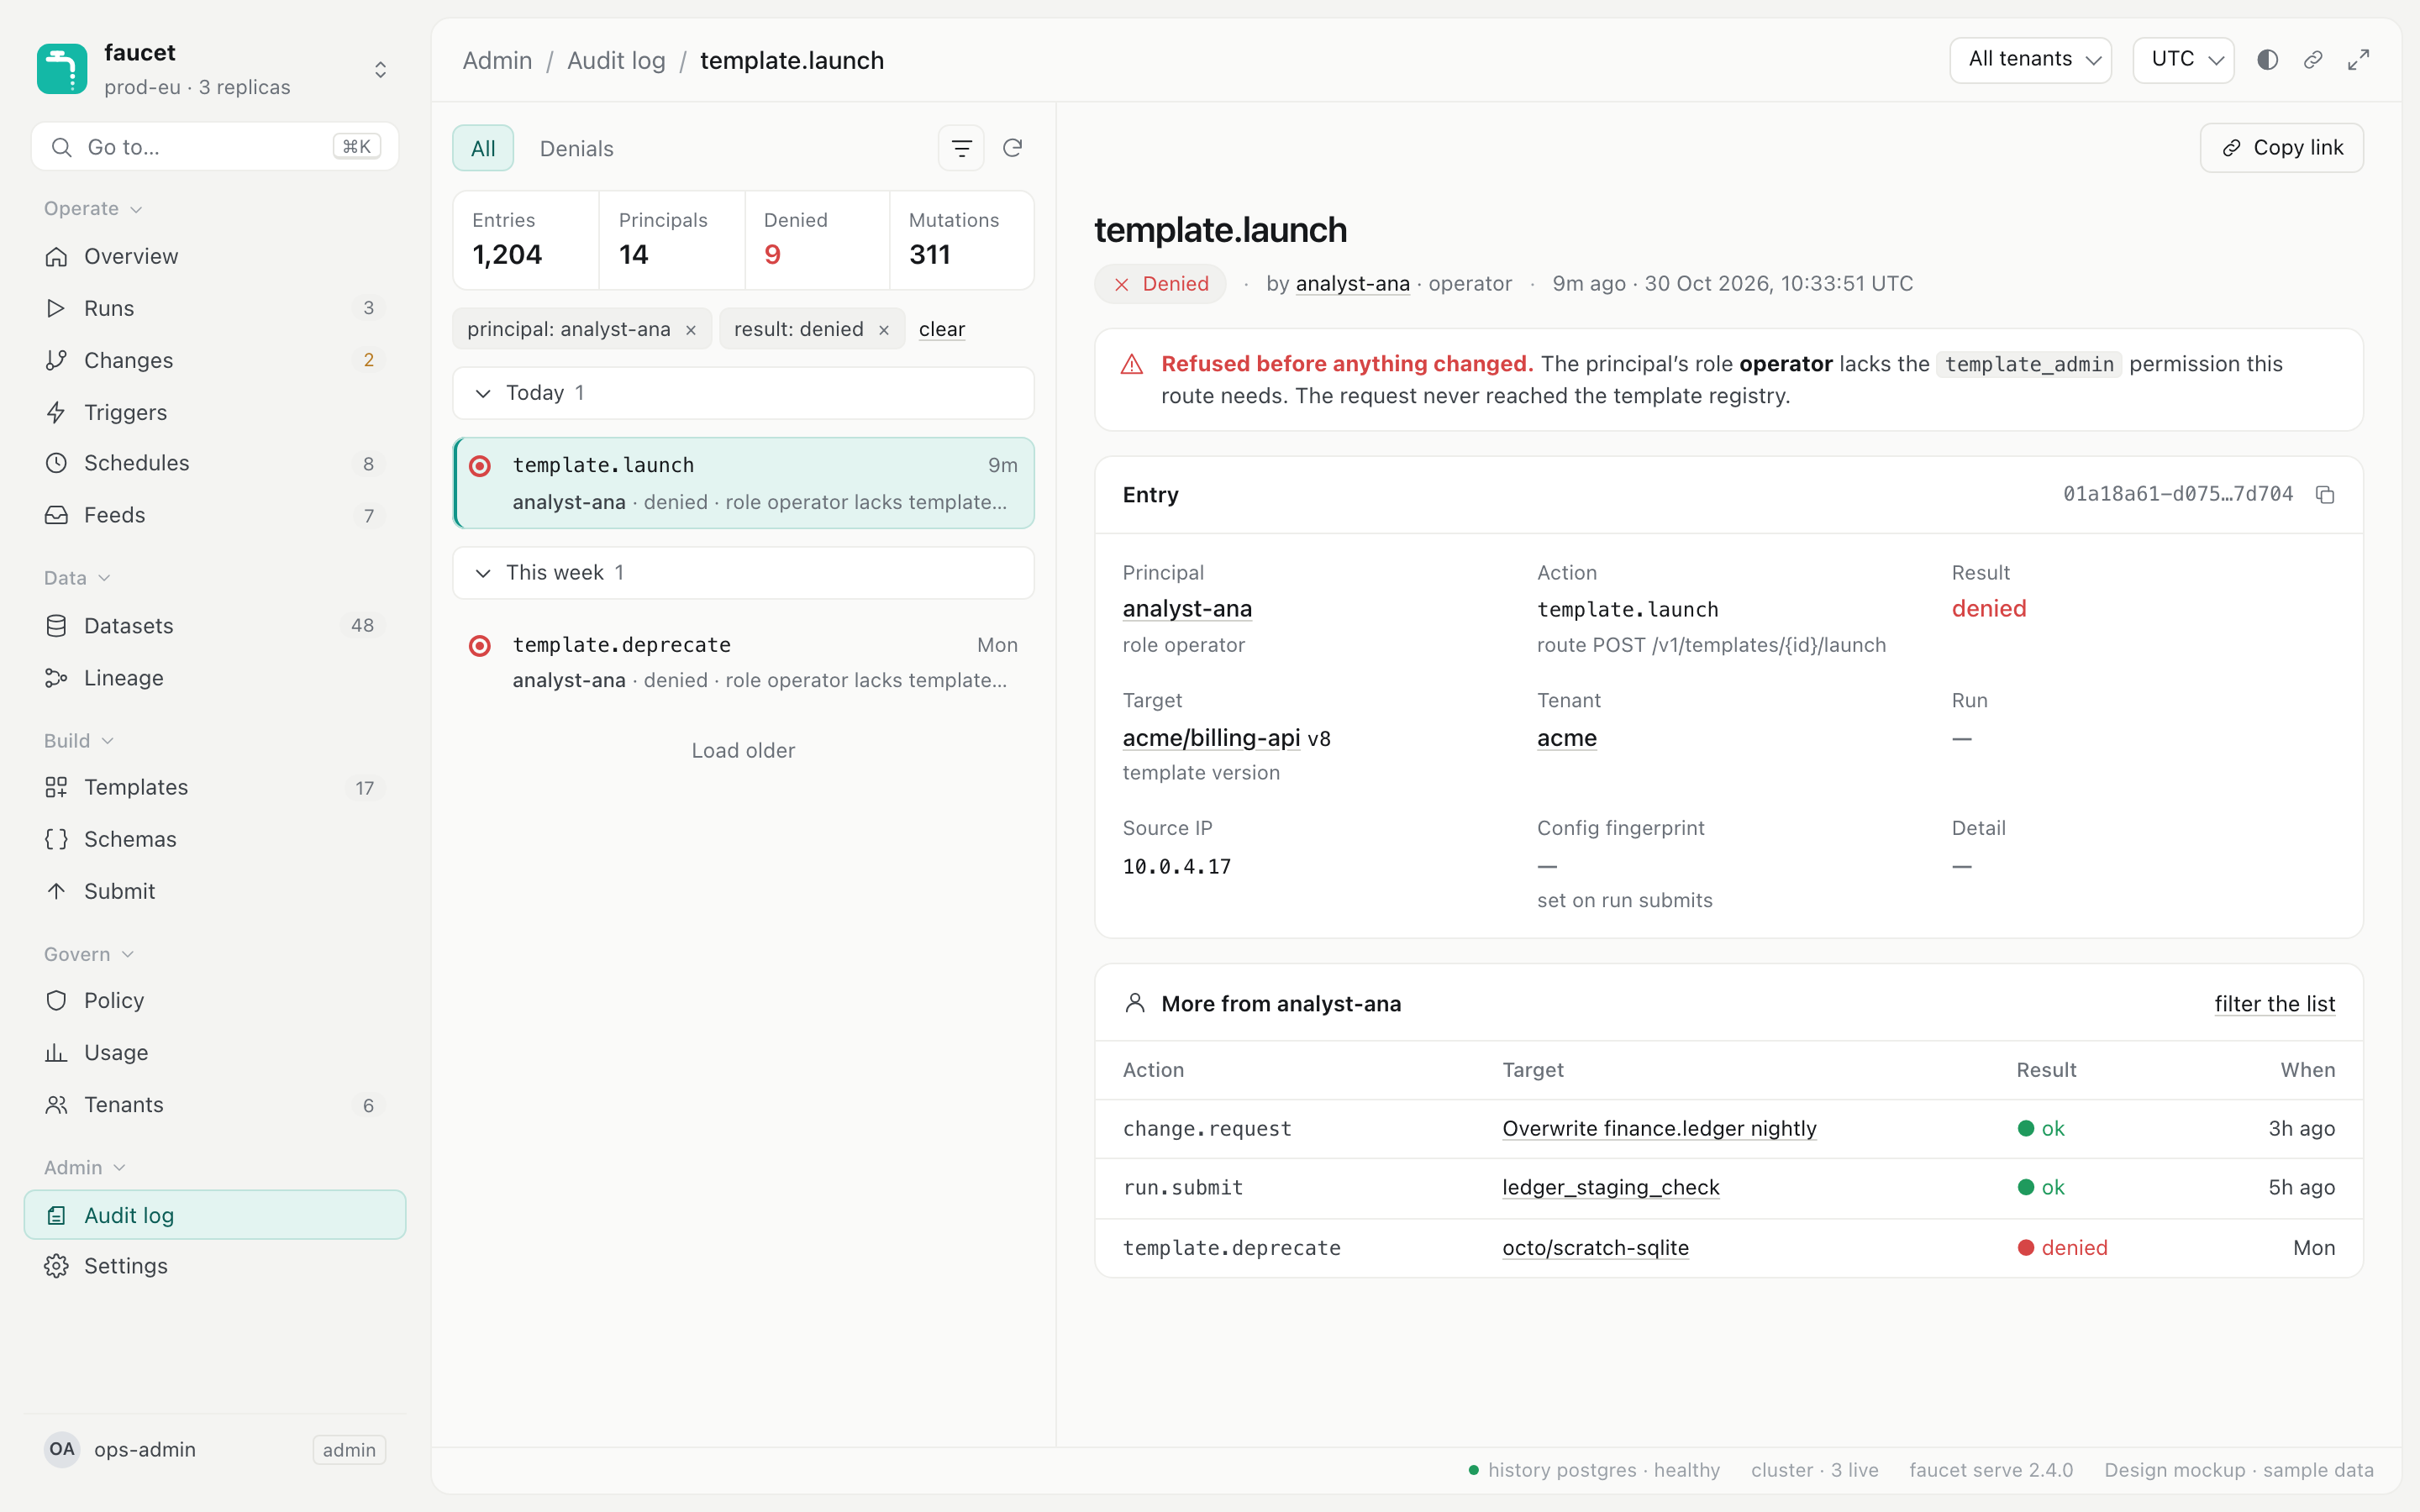 faucet
prod-eu · 3 replicas
Go to...
⌘K
Operate
Overview
Runs 3
Changes 2
Triggers
Schedules 8
Feeds 7
Data
Datasets 48
Lineage
Build
Templates 17
Schemas
Submit
Govern
Policy
Usage
Tenants 6
Admin
Audit log
Settings
OA ops-admin admin
Admin / Audit log / template.launch
All tenants
UTC
All Denials
Entries Principals Denied Mutations
1,204 14 9 311
principal: analyst-ana × result: denied × clear
Today 1
template.launch 9m
analyst-ana · denied · role operator lacks template...
This week 1
template.deprecate Mon
analyst-ana · denied · role operator lacks template...
Load older
Copy link
template.launch
Denied · by analyst-ana · operator · 9m ago · 30 Oct 2026, 10:33:51 UTC
Refused before anything changed. The principal's role operator lacks the template_admin permission this
route needs. The request never reached the template registry.
Entry 01a18a61-d075…7d704
Principal Action Result
analyst-ana template.launch denied
role operator route POST /v1/templates/{id}/launch
Target Tenant Run
acme/billing-api v8 acme —
template version
Source IP Config fingerprint Detail
10.0.4.17 — —
set on run submits
More from analyst-ana filter the list
Action Target Result When
change.request Overwrite finance.ledger nightly ok 3h ago
run.submit ledger_staging_check ok 5h ago
template.deprecate octo/scratch-sqlite denied Mon
history postgres · healthy cluster · 3 live faucet serve 2.4.0 Design mockup · sample data